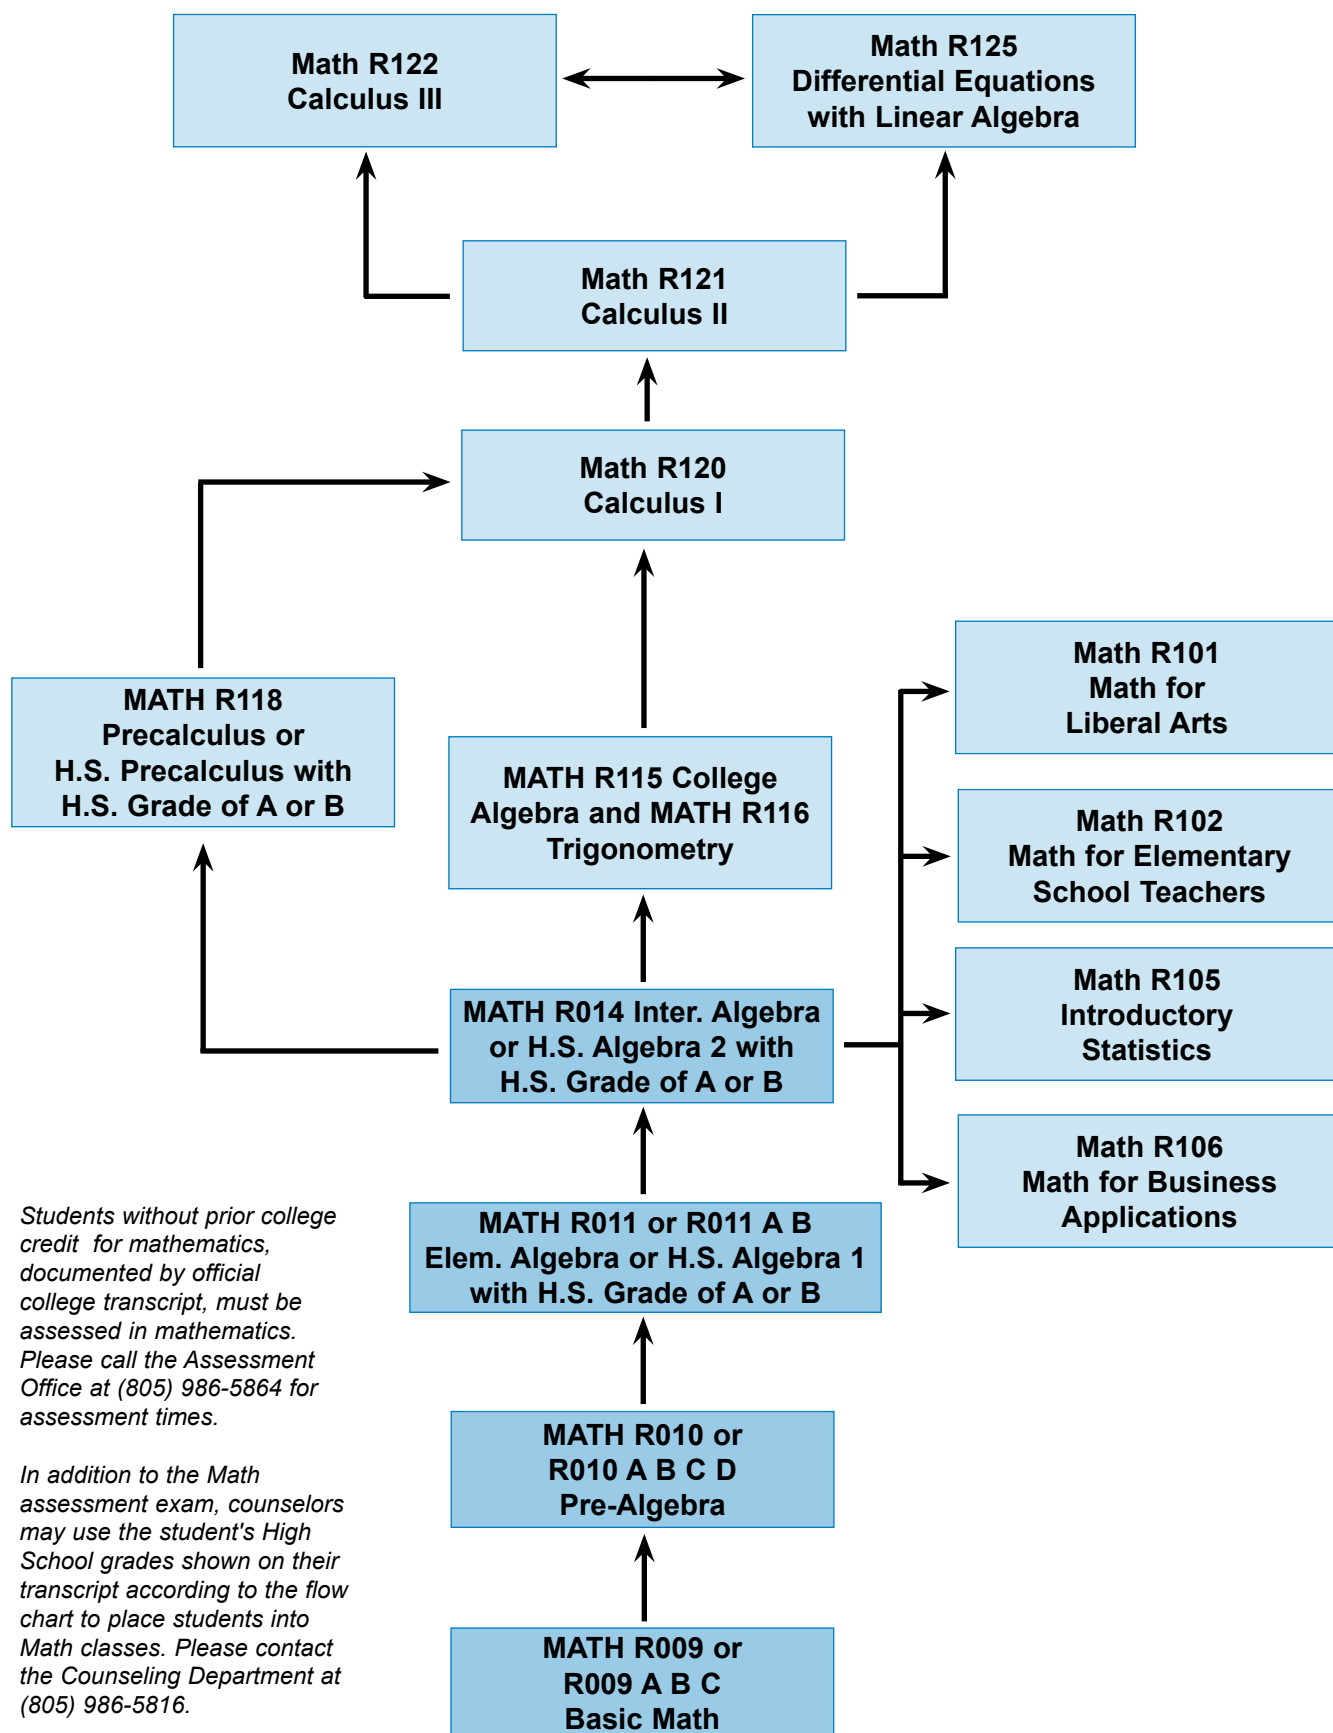 Math R122
Calculus III
Math R125
Differential Equations
with Linear Algebra
Math R121
Calculus II
Math R120
Calculus I
MATH R118
Precalculus or
H.S. Precalculus with
H.S. Grade of A or B
MATH R115 College
Algebra and MATH R116
Trigonometry
Math R101
Math for
Liberal Arts
Math R102
Math for Elementary
School Teachers
Math R105
Introductory
Statistics
Math R106
Math for Business
Applications
MATH R014 Inter. Algebra
or H.S. Algebra 2 with
H.S. Grade of A or B
MATH R011 or R011 A B
Elem. Algebra or H.S. Algebra 1
with H.S. Grade of A or B
MATH R010 or
R010 A B C D
Pre-Algebra
MATH R009 or
R009 A B C
Basic Math
Students without prior college
credit for mathematics,
documented by official
college transcript, must be
assessed in mathematics.
Please call the Assessment
Office at (805) 986-5864 for
assessment times.
In addition to the Math
assessment exam, counselors
may use the student's High
School grades shown on their
transcript according to the flow
chart to place students into
Math classes. Please contact
the Counseling Department at
(805) 986-5816.